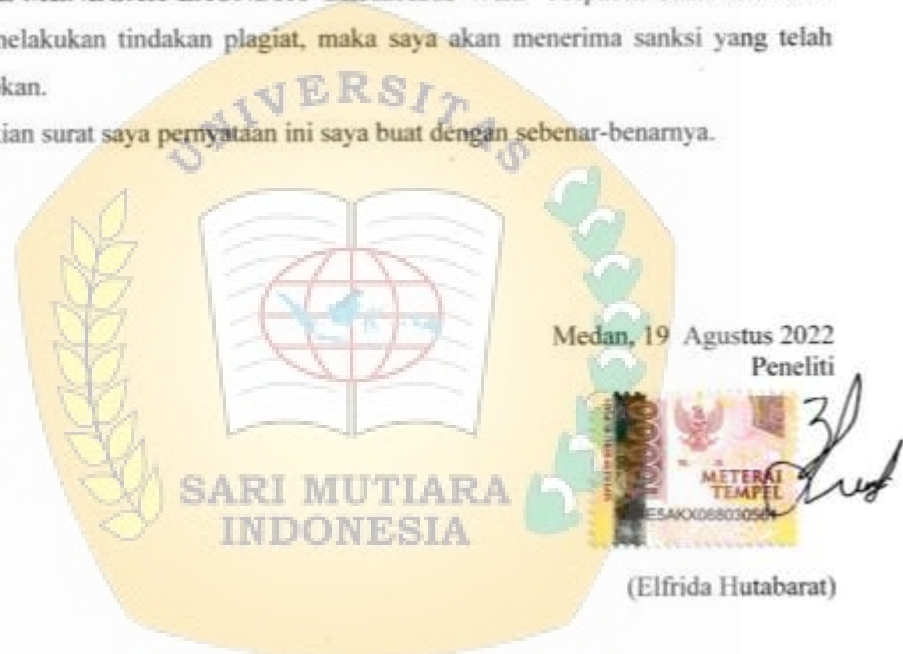 melakukan tindakan plagiat, maka saya akan menerima sanksi yang telah
kan.
ian surat saya pernyataan ini saya buat dengan sebenar-benarnya.
UNIVERSITAS
SARI MUTIARA
INDONESIA
Medan, 19 Agustus 2022
Peneliti
10000
METERAI
TEMPEL
(Elfrida Hutabarat)